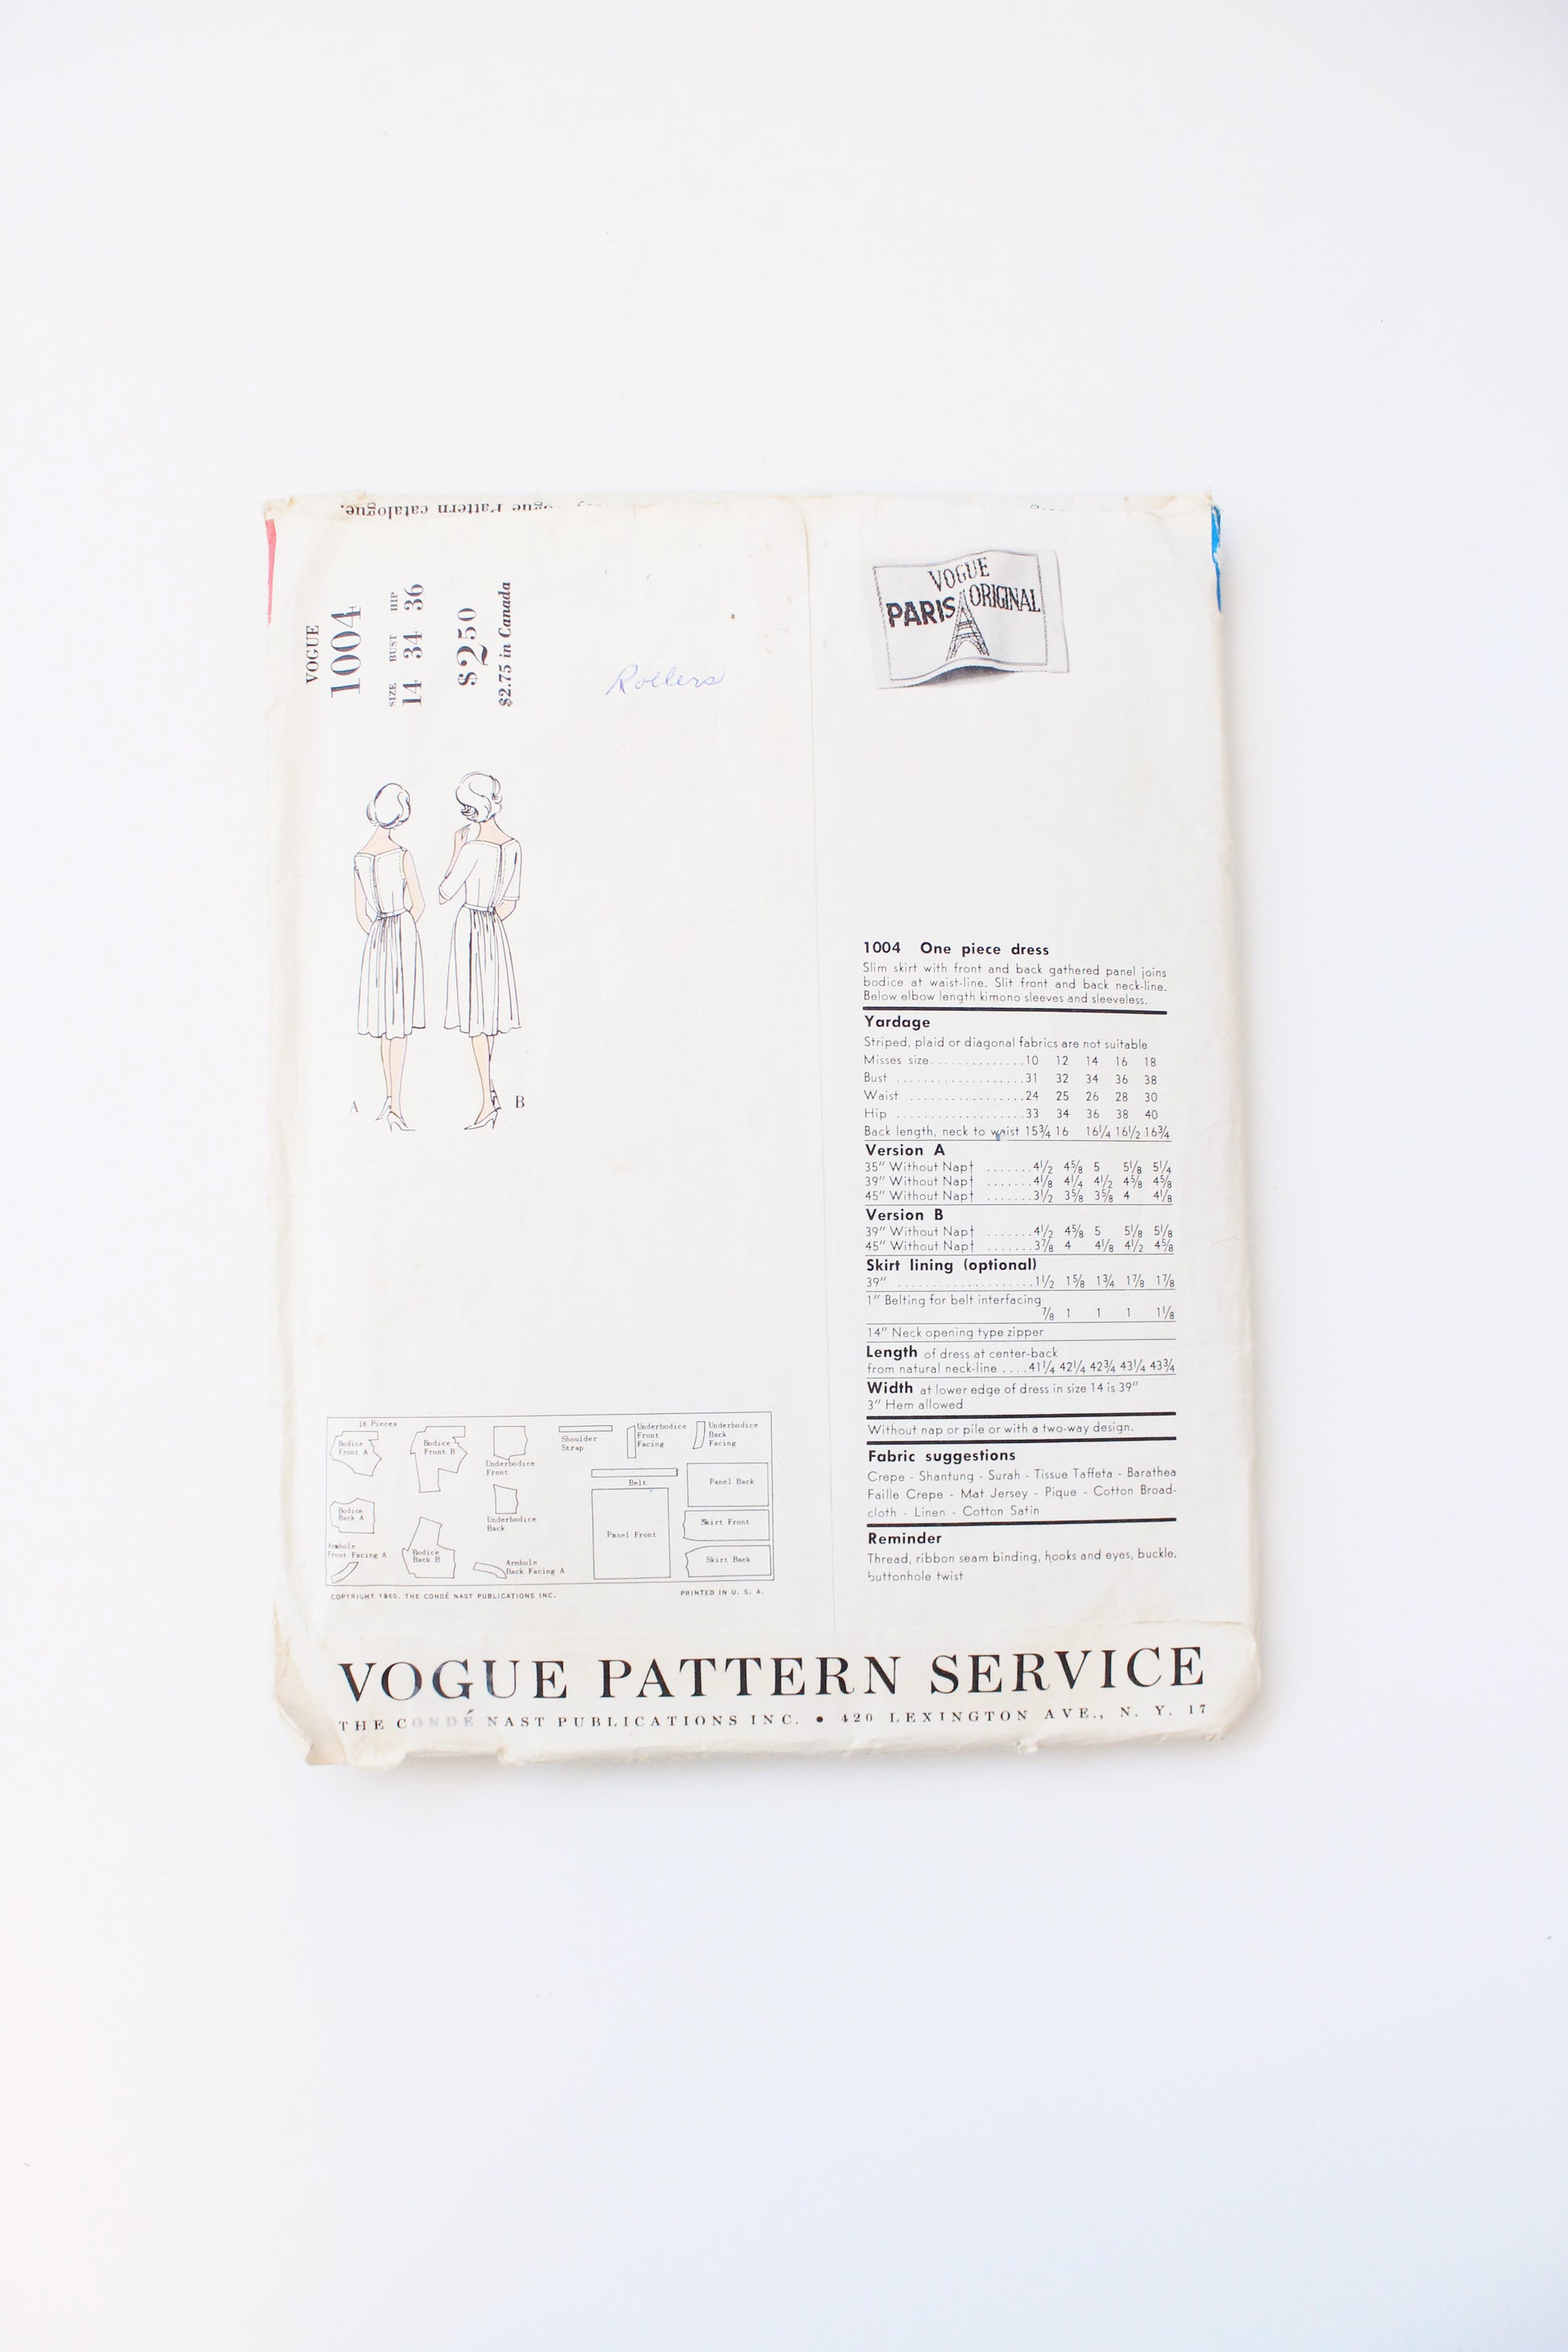 Vogue Pattern catalogue.
VOGUE
1004
SIZE BUST HIP
14 34 36
$2.50
$2.75 in Canada
A
B
16 Pieces
Bodice
Front A
Bodice
Front B
Underbodice
Front
Shoulder
Strap
Underbodice
Front
Facing
Underbodice
Back
Facing
Belt
Panel Back
Bodice
Back A
Underbodice
Back
Panel Front
Skirt Front
Armhole
Front Facing A
Bodice
Back B
Armhole
Back Facing A
Skirt Back
COPYRIGHT 1960, THE CONDÉ NAST PUBLICATIONS INC.
PRINTED IN U. S. A.
VOGUE
PARIS ORIGINAL
1004 One piece dress
Slim skirt with front and back gathered panel joins
bodice at waist-line. Slit front and back neck-line.
Below elbow length kimono sleeves and sleeveless.
Yardage
Striped, plaid or diagonal fabrics are not suitable
Misses size..............10 12 14 16 18
Bust ...................31 32 34 36 38
Waist .................24 25 26 28 30
Hip ...................33 34 36 38 40
Back length, neck to waist 15¾ 16 16¼ 16½ 16¾
Version A
35" Without Nap† .......4½ 4⅝ 5 5⅛ 5¼
39" Without Nap† .......4⅛ 4¼ 4½ 4⅝ 4⅝
45" Without Nap† .......3½ 3⅝ 3⅝ 4 4⅛
Version B
39" Without Nap† .......4½ 4⅝ 5 5⅛ 5⅛
45" Without Nap† .......3⅞ 4 4⅛ 4½ 4⅝
Skirt lining (optional)
39" .....................1½ 1⅝ 1¾ 1⅞ 1⅞
1" Belting for belt interfacing
⅞ 1 1 1 1⅛
14" Neck opening type zipper
Length of dress at center-back
from natural neck-line ....41¼ 42¼ 42¾ 43¼ 43¾
Width at lower edge of dress in size 14 is 39"
3" Hem allowed
Without nap or pile or with a two-way design.
Fabric suggestions
Crepe - Shantung - Surah - Tissue Taffeta - Barathea
Faille Crepe - Mat Jersey - Pique - Cotton Broad-
cloth - Linen - Cotton Satin
Reminder
Thread, ribbon seam binding, hooks and eyes, buckle,
buttonhole twist
VOGUE PATTERN SERVICE
THE CONDÉ NAST PUBLICATIONS INC. • 420 LEXINGTON AVE., N. Y. 17